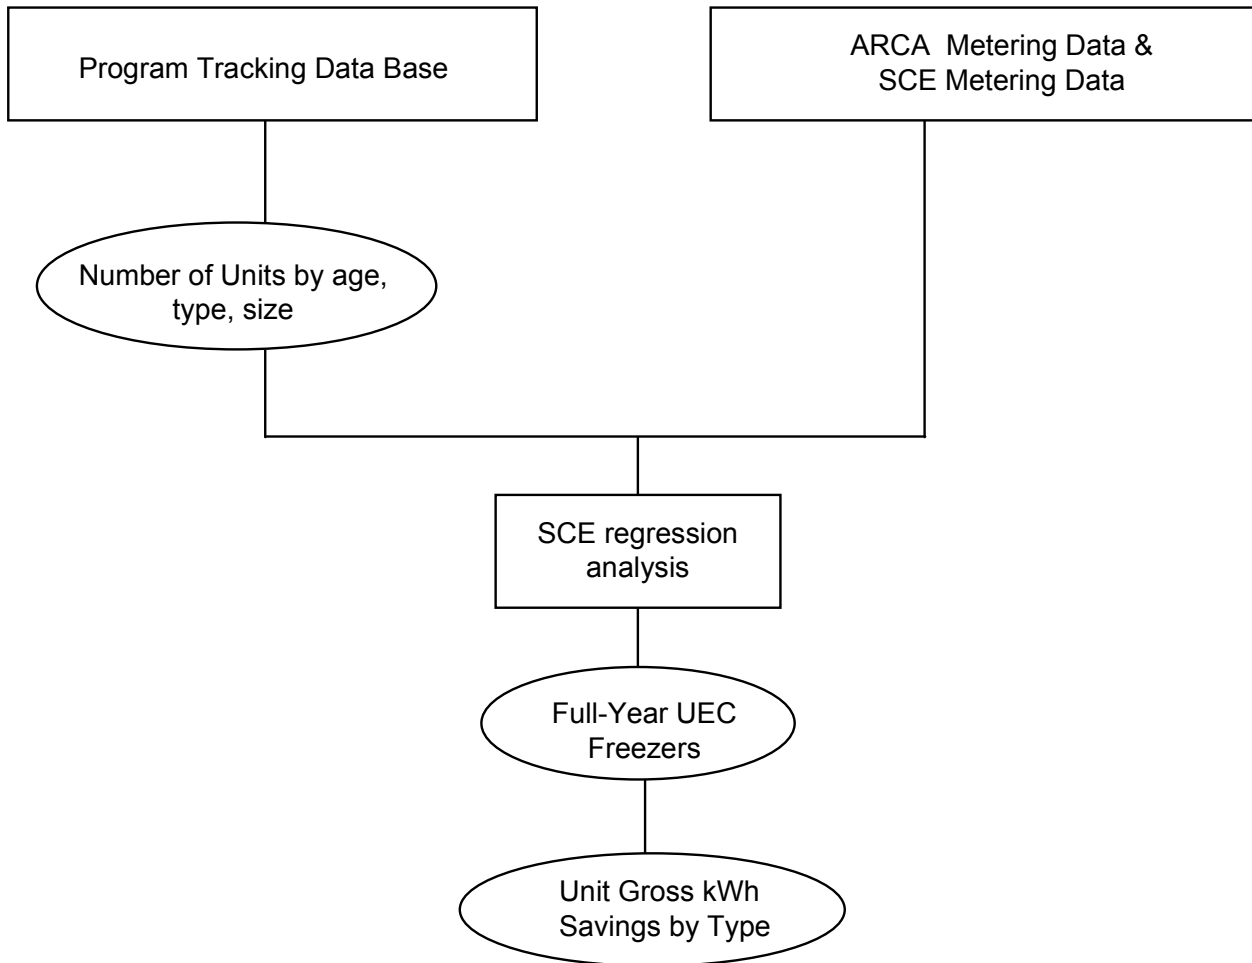 Program Tracking Data Base
ARCA  Metering Data &
SCE Metering Data
Number of Units by age,
type, size
SCE regression
analysis
Full-Year UEC
Freezers
Unit Gross kWh
Savings by Type